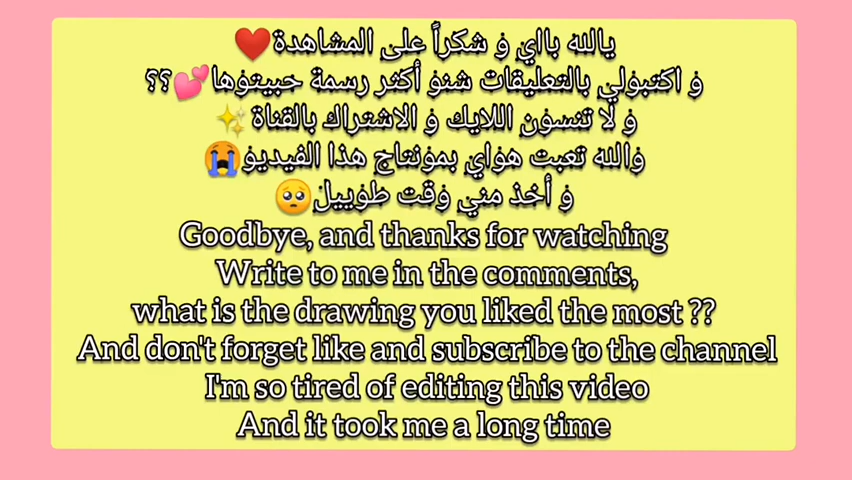 يالله بااي و شكراً على المشاهدة❤️
و اكتبولي بالتعليقات شنو أكثر رسمة حبيتوها💕؟؟
و لا تنسون اللايك و الاشتراك بالقناة✨
والله تعبت هواي بمونتاج هذا الفيديو😭
و أخذ مني وقت طوييل🥺
Goodbye, and thanks for watching
Write to me in the comments,
what is the drawing you liked the most ??
And don't forget like and subscribe to the channel
I'm so tired of editing this video
And it took me a long time